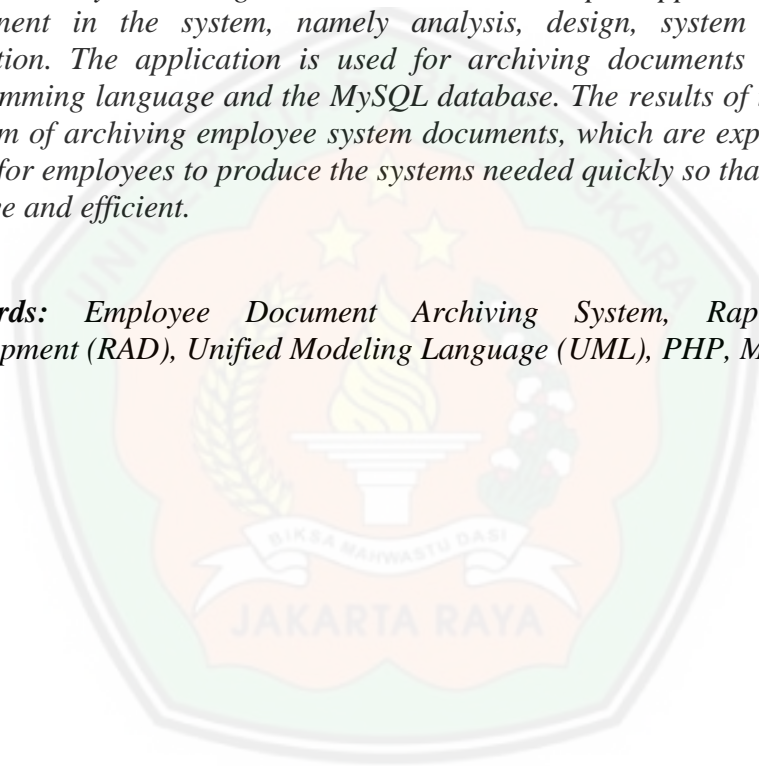 nent in the system, namely analysis, design, system
tion. The application is used for archiving documents
mming language and the MySQL database. The results of
m of archiving employee system documents, which are exp
for employees to produce the systems needed quickly so tha
e and efficient.
rds: Employee Document Archiving System, Rap
pment (RAD), Unified Modeling Language (UML), PHP, M
BIKSA MAHWASTU DASI
JAKARTA RAYA